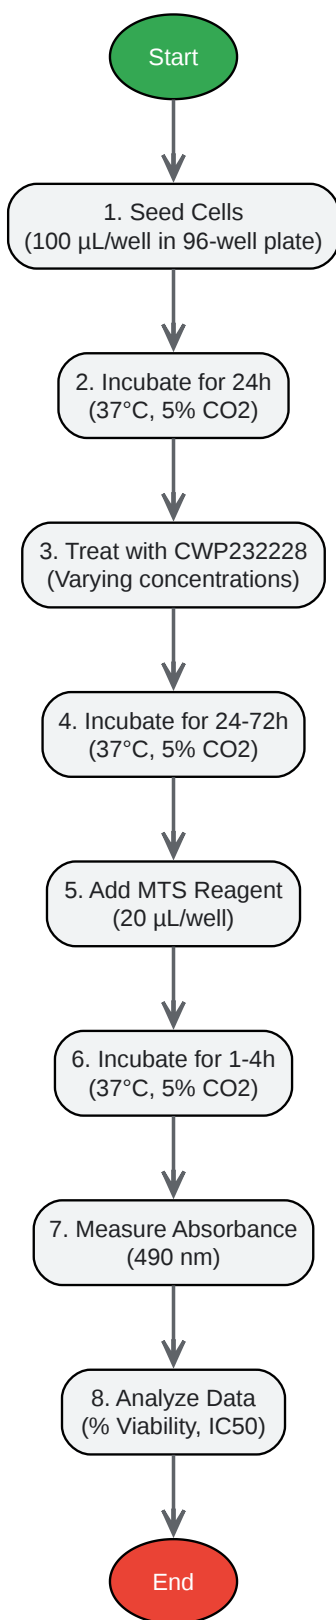 Start
1. Seed Cells
(100 µL/well in 96-well plate)
2. Incubate for 24h
(37°C, 5% CO2)
3. Treat with CWP232228
(Varying concentrations)
4. Incubate for 24-72h
(37°C, 5% CO2)
5. Add MTS Reagent
(20 µL/well)
6. Incubate for 1-4h
(37°C, 5% CO2)
7. Measure Absorbance
(490 nm)
8. Analyze Data
(% Viability, IC50)
End